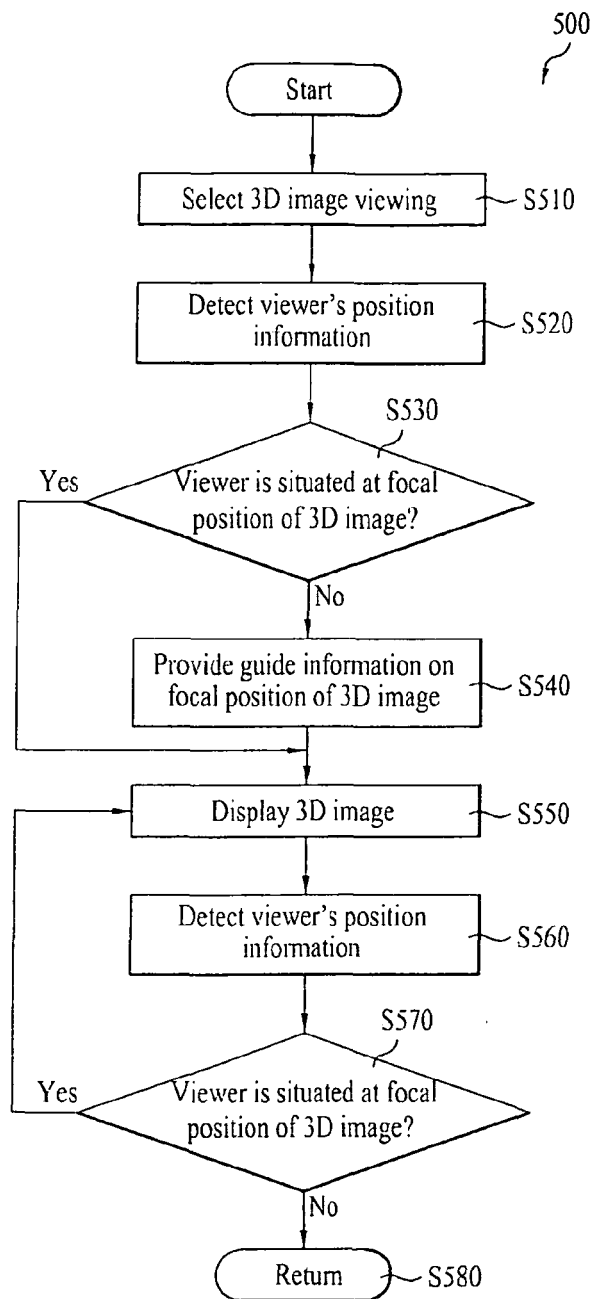 500
Start
Select 3D image viewing
S510
Detect viewer's position
information
S520
S530
Yes
Viewer is situated at focal
position of 3D image?
No
Provide guide information on
focal position of 3D image
S540
Display 3D image
S550
Detect viewer's position
information
S560
S570
Yes
Viewer is situated at focal
position of 3D image?
No
Return
S580